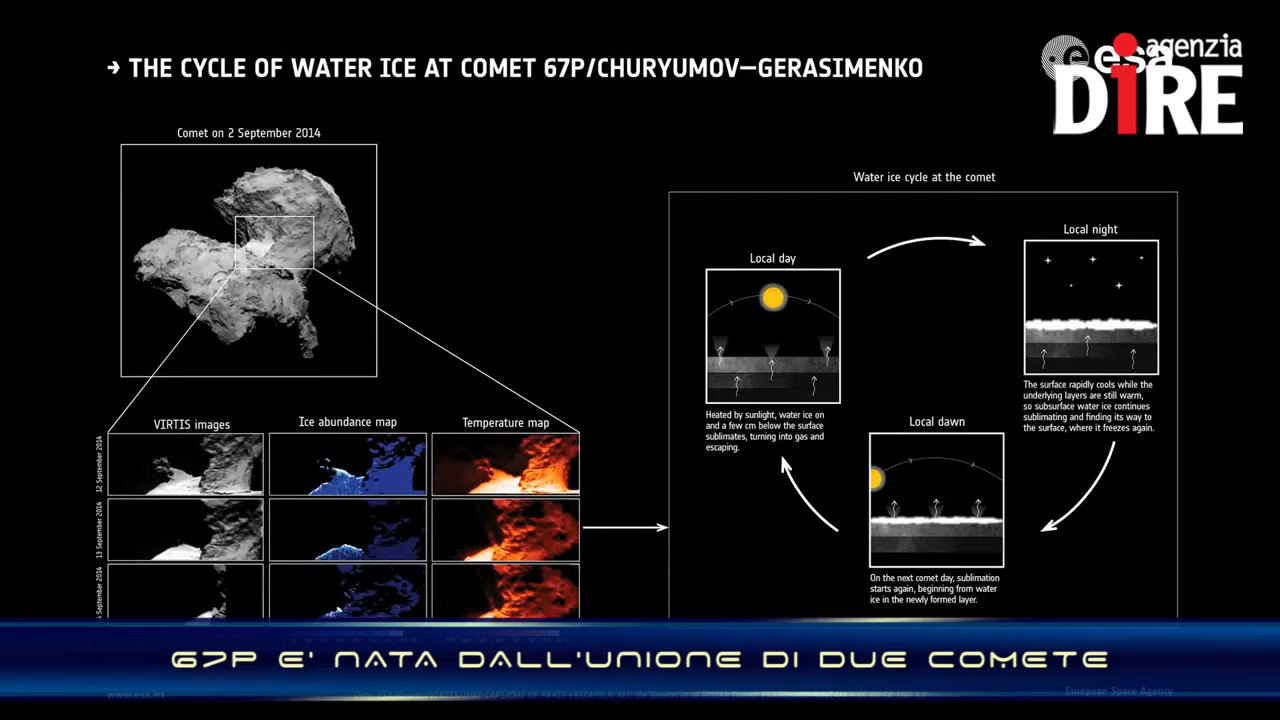 → THE CYCLE OF WATER ICE AT COMET 67P/CHURYUMOV–GERASIMENKO
esa
agenzia
DiRE
Comet on 2 September 2014
Water ice cycle at the comet
Local day
Local night
Heated by sunlight, water ice on
and a few cm below the surface
sublimates, turning into gas and
escaping.
The surface rapidly cools while the
underlying layers are still warm,
so subsurface water ice continues
sublimating and finding its way to
the surface, where it freezes again.
Local dawn
On the next comet day, sublimation
starts again, beginning from water
ice in the newly formed layer.
VIRTIS images
Ice abundance map
Temperature map
12 September 2014
13 September 2014
September 2014
67P E' NATA DALL'UNIONE DI DUE COMETE
www.esa.int
European Space Agency